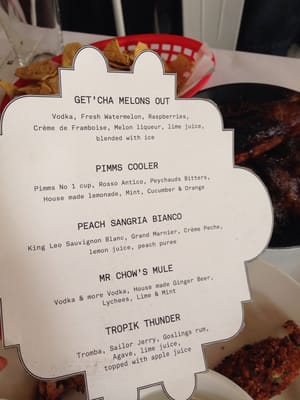 GET'CHA MELONS OUT
Vodka, Fresh Watermelon, Raspberries,
Crème de Framboise, Melon liqueur, lime juice,
blended with ice
PIMMS COOLER
Pimms No 1 cup, Rosso Antico, Peychauds Bitters,
House made lemonade, Mint, Cucumber & Orange
PEACH SANGRIA BIANCO
King Leo Sauvignon Blanc, Grand Marnier, Crème Peche,
lemon juice, peach puree
MR CHOW'S MULE
Vodka & more Vodka, House made Ginger Beer,
Lychees, Lime & Mint
TROPIK THUNDER
Tromba, Sailor Jerry, Goslings rum,
Agave, lime juice,
topped with apple juice